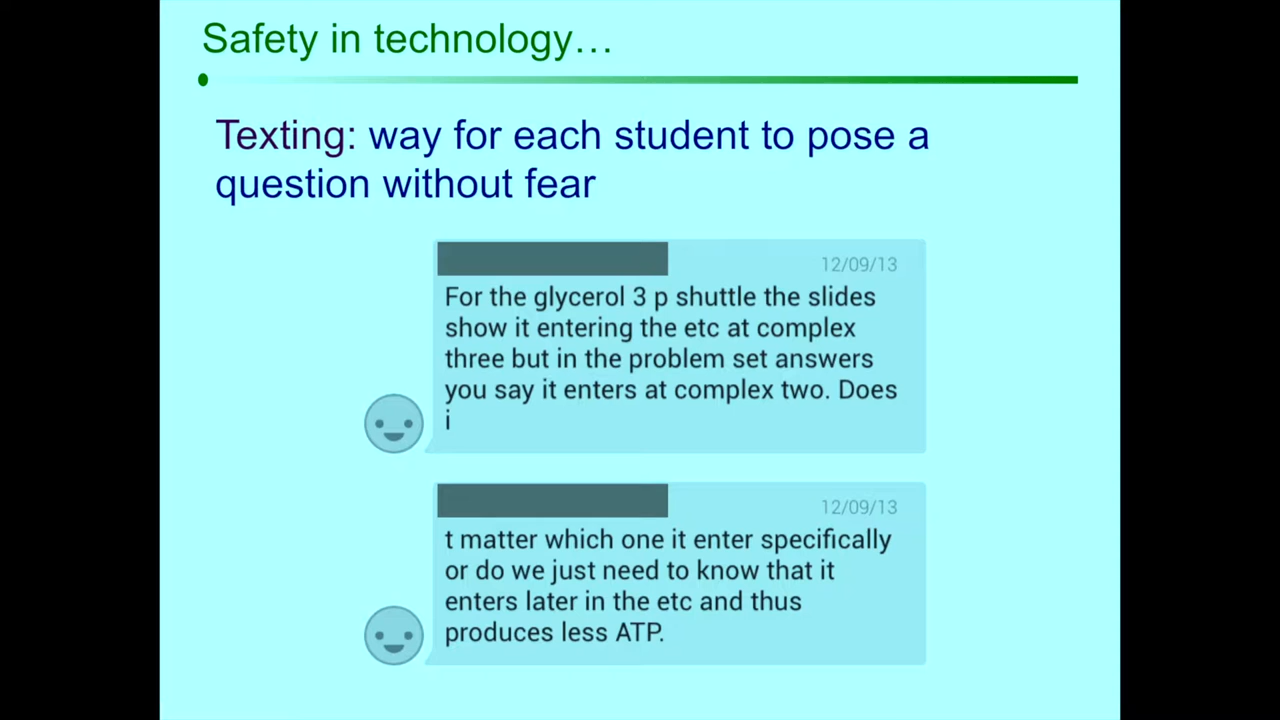 Safety in technology…
Texting: way for each student to pose a
question without fear
12/09/13
For the glycerol 3 p shuttle the slides
show it entering the etc at complex
three but in the problem set answers
you say it enters at complex two. Does
i
12/09/13
t matter which one it enter specifically
or do we just need to know that it
enters later in the etc and thus
produces less ATP.